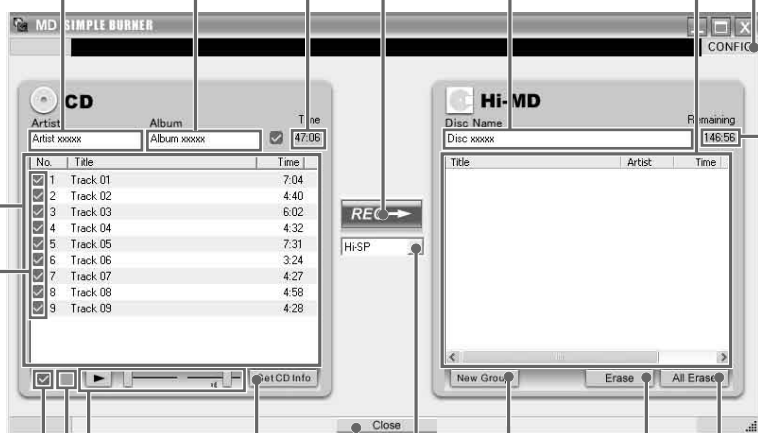 MD SIMPLE BURNER
CONFIG
CD
Artist Album Time
Artist xxxxx Album xxxxx 47:06
No. Title Time
1 Track 01 7:04
2 Track 02 4:40
3 Track 03 6:02
4 Track 04 4:32
5 Track 05 7:31
6 Track 06 3:24
7 Track 07 4:27
8 Track 08 4:58
9 Track 09 4:28
Get CD Info
REC
Hi-SP
Hi-MD
Disc Name Remaining
Disc xxxxx 146:56
Title Artist Time
New Group Erase All Erase
Close